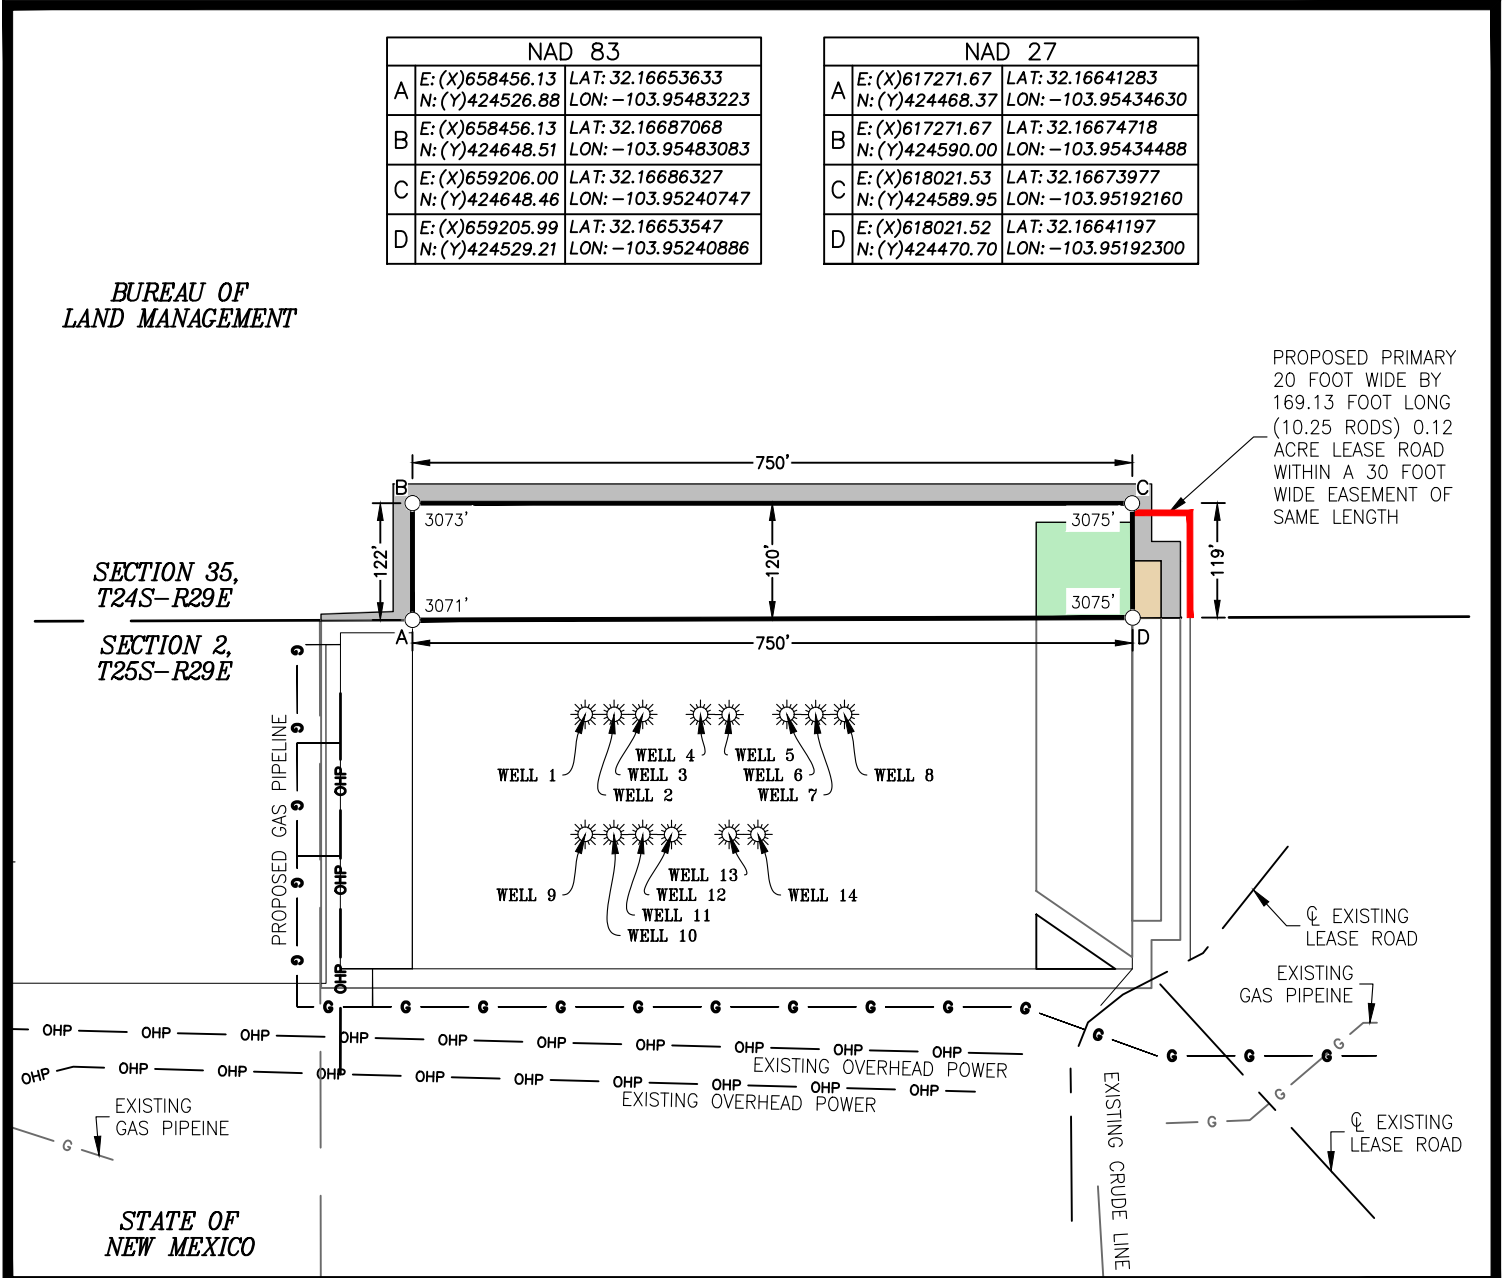 NAD 83
A E:(X)658456.13 LAT: 32.16653633
N:(Y)424526.88 LON: -103.95483223
B E:(X)658456.13 LAT: 32.16687068
N:(Y)424648.51 LON: -103.95483083
C E:(X)659206.00 LAT: 32.16686327
N:(Y)424648.46 LON: -103.95240747
D E:(X)659205.99 LAT: 32.16653547
N:(Y)424529.21 LON: -103.95240886
NAD 27
A E:(X)617271.67 LAT: 32.16641283
N:(Y)424468.37 LON: -103.95434630
B E:(X)617271.67 LAT: 32.16674718
N:(Y)424590.00 LON: -103.95434488
C E:(X)618021.53 LAT: 32.16673977
N:(Y)424589.95 LON: -103.95192160
D E:(X)618021.52 LAT: 32.16641197
N:(Y)424470.70 LON: -103.95192300
BUREAU OF
LAND MANAGEMENT
PROPOSED PRIMARY
20 FOOT WIDE BY
169.13 FOOT LONG
(10.25 RODS) 0.12
ACRE LEASE ROAD
WITHIN A 30 FOOT
WIDE EASEMENT OF
SAME LENGTH
750'
B
C
3073'
3075'
122'
120'
119'
SECTION 35,
T24S-R29E
3071'
3075'
A
D
750'
SECTION 2,
T25S-R29E
G
G
G
G
G
PROPOSED GAS PIPELINE
OHP
OHP
OHP
WELL 4
WELL 5
WELL 1
WELL 3
WELL 6
WELL 8
WELL 2
WELL 7
WELL 13
WELL 9
WELL 12
WELL 14
WELL 11
WELL 10
℄ EXISTING
LEASE ROAD
EXISTING
GAS PIPEINE
G G G G G G G G G G
G G G G
G
G
G
OHP OHP OHP OHP OHP OHP OHP OHP OHP OHP
EXISTING OVERHEAD POWER
OHP OHP OHP OHP OHP OHP OHP OHP OHP OHP
EXISTING OVERHEAD POWER
EXISTING
GAS PIPEINE
G
EXISTING CRUDE LINE
℄ EXISTING
LEASE ROAD
STATE OF
NEW MEXICO